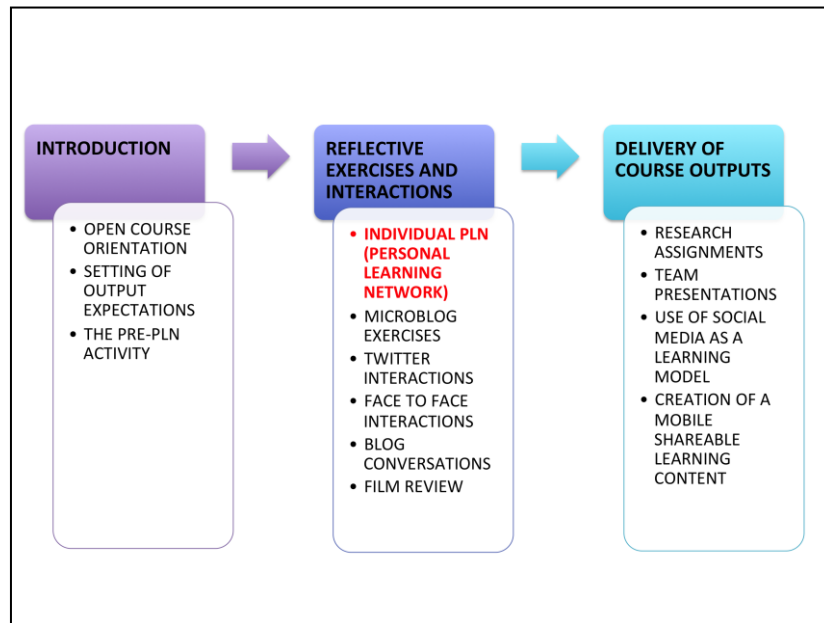 INTRODUCTION
• OPEN COURSE
ORIENTATION
• SETTING OF
OUTPUT
EXPECTATIONS
• THE PRE-PLN
ACTIVITY
REFLECTIVE
EXERCISES AND
INTERACTIONS
• INDIVIDUAL PLN
(PERSONAL
LEARNING
NETWORK)
• MICROBLOG
EXERCISES
• TWITTER
INTERACTIONS
• FACE TO FACE
INTERACTIONS
• BLOG
CONVERSATIONS
• FILM REVIEW
DELIVERY OF
COURSE OUTPUTS
• RESEARCH
ASSIGNMENTS
• TEAM
PRESENTATIONS
• USE OF SOCIAL
MEDIA AS A
LEARNING
MODEL
• CREATION OF A
MOBILE
SHAREABLE
LEARNING
CONTENT